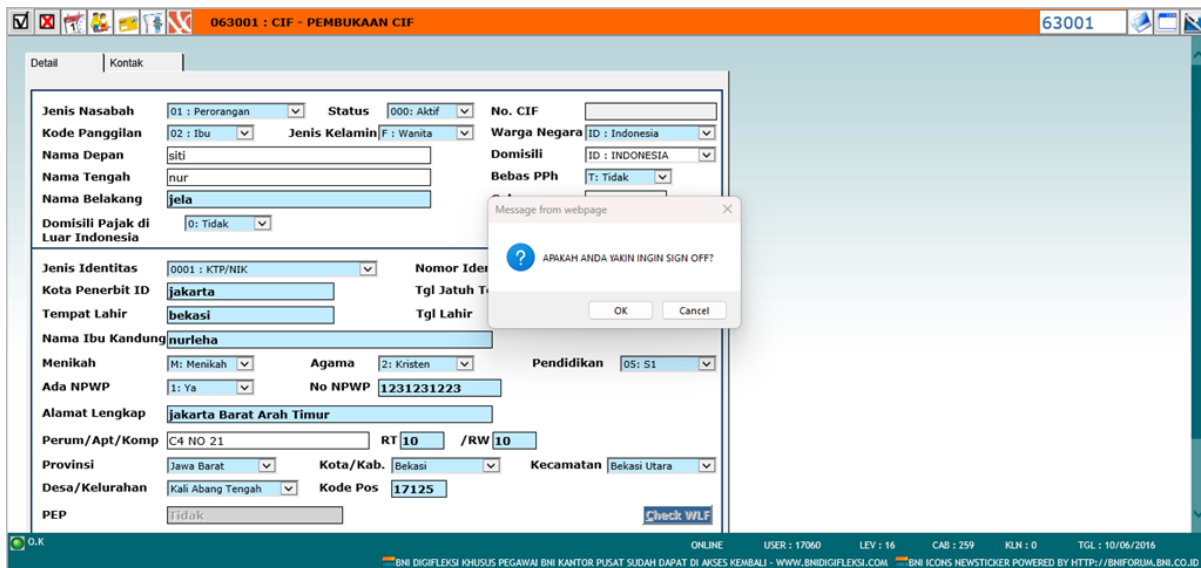 063001 : CIF - PEMBUKAAN CIF 63001
Detail Kontak
Jenis Nasabah 01 : Perorangan Status 000: Aktif No. CIF
Kode Panggilan 02 : Ibu Jenis Kelamin F : Wanita Warga Negara ID : Indonesia
Nama Depan siti Domisili ID : INDONESIA
Nama Tengah nur Bebas PPh T: Tidak
Nama Belakang jela
Message from webpage
Domisili Pajak di 0: Tidak
Luar Indonesia
APAKAH ANDA YAKIN INGIN SIGN OFF?
Jenis Identitas 0001 : KTP/NIK Nomor Iden
Kota Penerbit ID jakarta Tgl Jatuh T
OK Cancel
Tempat Lahir bekasi Tgl Lahir
Nama Ibu Kandung nurleha
Menikah M: Menikah Agama 2: Kristen Pendidikan 05: S1
Ada NPWP 1: Ya No NPWP 1231231223
Alamat Lengkap jakarta Barat Arah Timur
Perum/Apt/Komp C4 NO 21 RT 10 /RW 10
Provinsi Jawa Barat Kota/Kab. Bekasi Kecamatan Bekasi Utara
Desa/Kelurahan Kali Abang Tengah Kode Pos 17125
PEP Tidak Check WLF
O.K ONLINE USER : 17060 LEV : 16 CAB : 259 KLN : 0 TGL : 10/06/2016
BNI DIGIFLEKSI KHUSUS PEGAWAI BNI KANTOR PUSAT SUDAH DAPAT DI AKSES KEMBALI - WWW.BNIDIGIFLEKSI.COM BNI ICONS NEWSTICKER POWERED BY HTTP://BNIFORUM.BNI.CO.ID